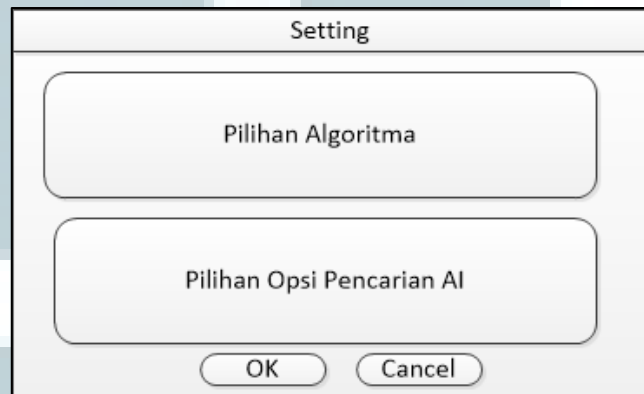 Setting
Pilihan Algoritma
Pilihan Opsi Pencarian AI
OK
Cancel